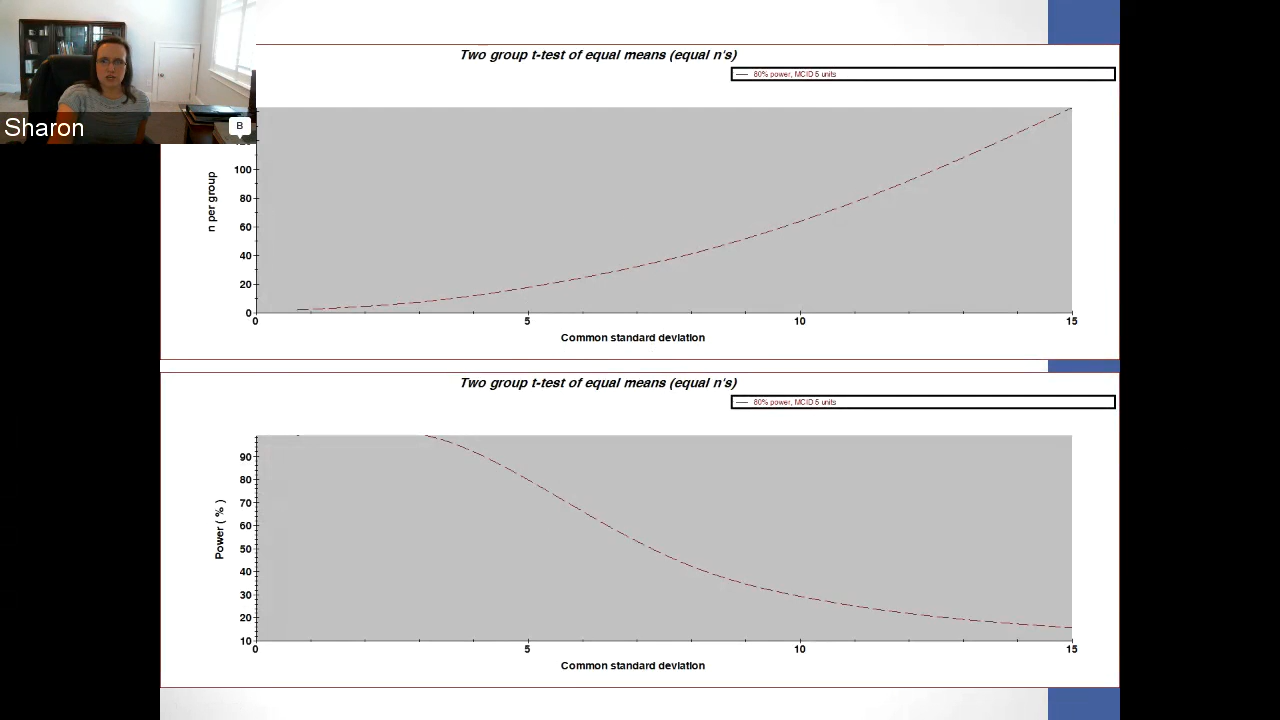 Two group t-test of equal means (equal n's)
80% power, MCID 5 units
Sharon
B
n per group
100
80
60
40
20
0
0 5 10 15
Common standard deviation
Two group t-test of equal means (equal n's)
80% power, MCID 5 units
Power ( % )
90
80
70
60
50
40
30
20
10
0 5 10 15
Common standard deviation